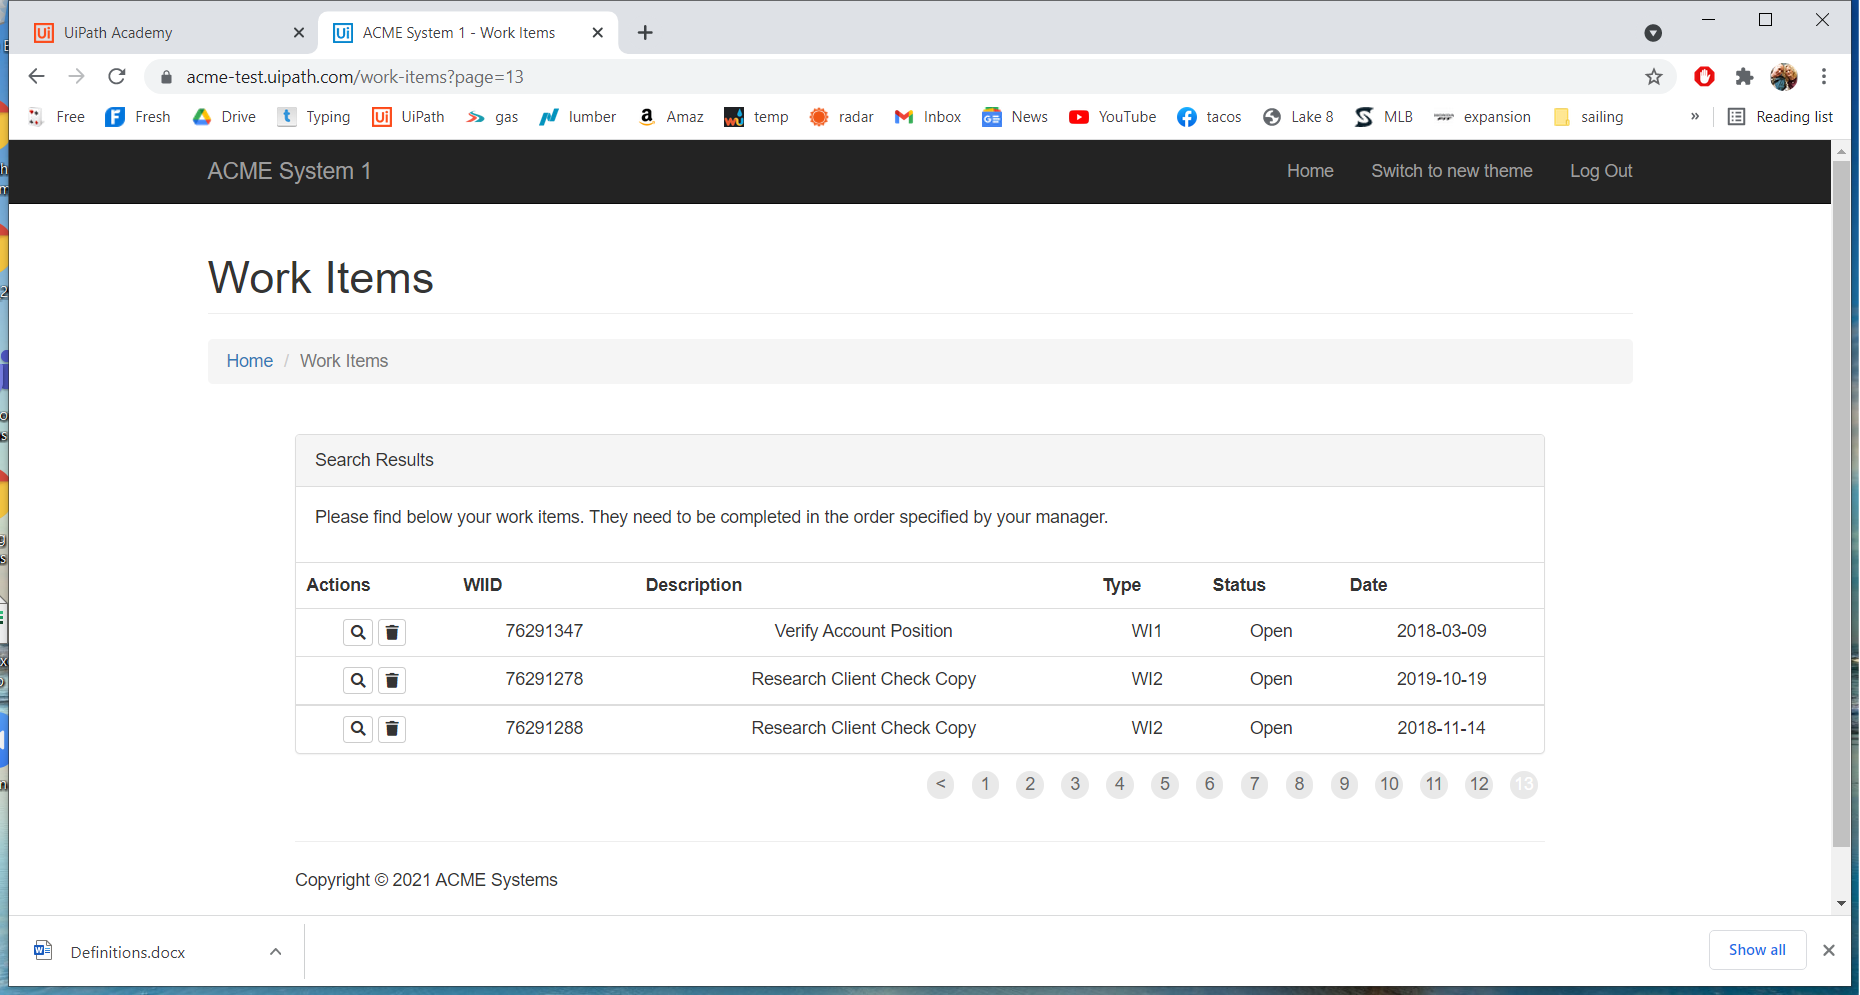 UiPath Academy
ACME System 1 - Work Items
acme-test.uipath.com/work-items?page=13
Free Fresh Drive Typing UiPath gas lumber Amaz temp radar Inbox News YouTube tacos Lake 8 MLB expansion sailing » Reading list
ACME System 1 Home Switch to new theme Log Out
Work Items
Home / Work Items
Search Results
Please find below your work items. They need to be completed in the order specified by your manager.
Actions WIID Description Type Status Date
76291347 Verify Account Position WI1 Open 2018-03-09
76291278 Research Client Check Copy WI2 Open 2019-10-19
76291288 Research Client Check Copy WI2 Open 2018-11-14
< 1 2 3 4 5 6 7 8 9 10 11 12 13
Copyright © 2021 ACME Systems
Definitions.docx Show all